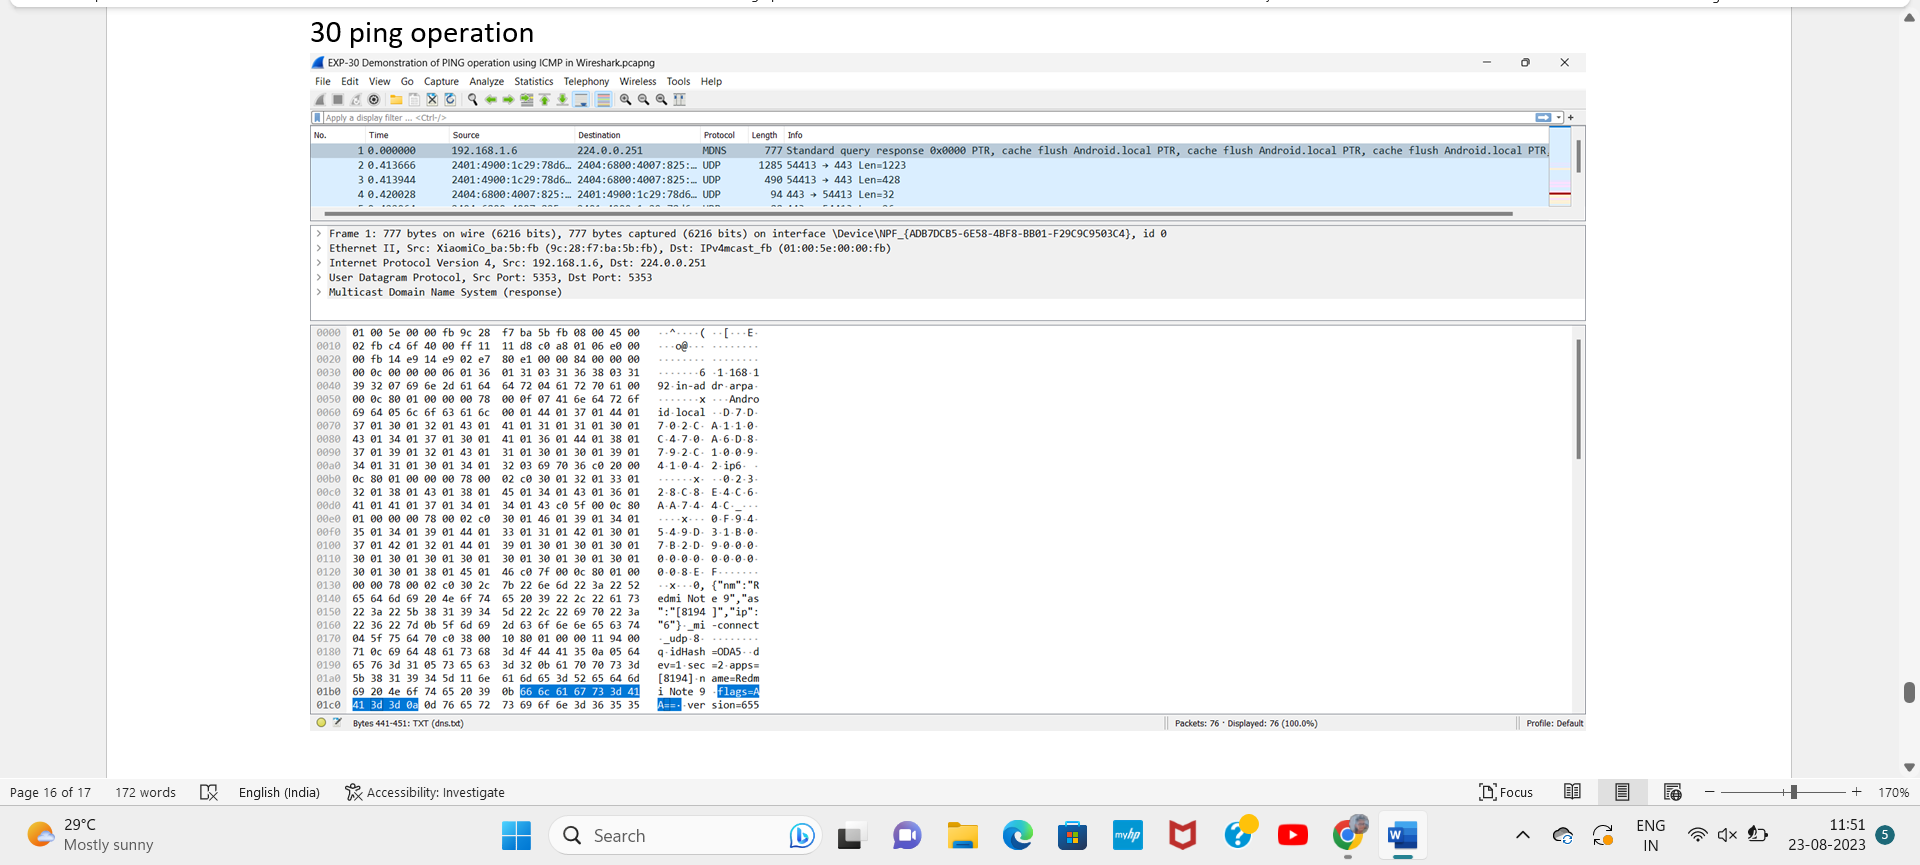 30 ping operation
EXP-30 Demonstration of PING operation using ICMP in Wireshark.pcapng
File Edit View Go Capture Analyze Statistics Telephony Wireless Tools Help
Apply a display filter ... <Ctrl-/>
No. Time Source Destination Protocol Length Info
1 0.000000 192.168.1.6 224.0.0.251 MDNS 777 Standard query response 0x0000 PTR, cache flush Android.local PTR, cache flush Android.local PTR, cache flush Android.local PTR,
2 0.413666 2401:4900:1c29:78d6… 2404:6800:4007:825:… UDP 1285 54413 → 443 Len=1223
3 0.413944 2401:4900:1c29:78d6… 2404:6800:4007:825:… UDP 490 54413 → 443 Len=428
4 0.420028 2404:6800:4007:825:… 2401:4900:1c29:78d6… UDP 94 443 → 54413 Len=32
Frame 1: 777 bytes on wire (6216 bits), 777 bytes captured (6216 bits) on interface \Device\NPF_{ADB7DCB5-6E58-4BF8-BB01-F29C9C9503C4}, id 0
Ethernet II, Src: XiaomiCo_ba:5b:fb (9c:28:f7:ba:5b:fb), Dst: IPv4mcast_fb (01:00:5e:00:00:fb)
Internet Protocol Version 4, Src: 192.168.1.6, Dst: 224.0.0.251
User Datagram Protocol, Src Port: 5353, Dst Port: 5353
Multicast Domain Name System (response)
0000 01 00 5e 00 00 fb 9c 28 f7 ba 5b fb 08 00 45 00 ··^····( ··[···E·
0010 02 fb c4 6f 40 00 ff 11 11 d8 c0 a8 01 06 e0 00 ···o@··· ········
0020 00 fb 14 e9 14 e9 02 e7 80 e1 00 00 84 00 00 00 ········ ········
0030 00 0c 00 00 00 06 01 36 01 31 03 31 36 38 03 31 ·······6 ·1·168·1
0040 39 32 07 69 6e 2d 61 64 64 72 04 61 72 70 61 00 92·in-ad dr·arpa·
0050 00 0c 80 01 00 00 00 78 00 0f 07 41 6e 64 72 6f ·······x ···Andro
0060 69 64 05 6c 6f 63 61 6c 00 01 44 01 37 01 44 01 id·local ··D·7·D·
0070 37 01 30 01 32 01 43 01 41 01 31 01 31 01 30 01 7·0·2·C· A·1·1·0·
0080 43 01 34 01 37 01 30 01 41 01 36 01 44 01 38 01 C·4·7·0· A·6·D·8·
0090 37 01 39 01 32 01 43 01 31 01 30 01 30 01 39 01 7·9·2·C· 1·0·0·9·
00a0 34 01 31 01 30 01 34 01 32 03 69 70 36 c0 20 00 4·1·0·4· 2·ip6· ·
00b0 0c 80 01 00 00 00 78 00 02 c0 30 01 32 01 33 01 ······x· ··0·2·3·
00c0 32 01 38 01 43 01 38 01 45 01 34 01 43 01 36 01 2·8·C·8· E·4·C·6·
00d0 41 01 41 01 37 01 34 01 34 01 43 c0 5f 00 0c 80 A·A·7·4· 4·C·_···
00e0 01 00 00 00 78 00 02 c0 30 01 46 01 39 01 34 01 ····x··· 0·F·9·4·
00f0 35 01 34 01 39 01 44 01 33 01 31 01 42 01 30 01 5·4·9·D· 3·1·B·0·
0100 37 01 42 01 32 01 44 01 39 01 30 01 30 01 30 01 7·B·2·D· 9·0·0·0·
0110 30 01 30 01 30 01 30 01 30 01 30 01 30 01 30 01 0·0·0·0· 0·0·0·0·
0120 30 01 30 01 38 01 45 01 46 c0 7f 00 0c 80 01 00 0·0·8·E· F·······
0130 00 00 78 00 02 c0 30 2c 7b 22 6e 6d 22 3a 22 52 ··x···0, {"nm":"R
0140 65 64 6d 69 20 4e 6f 74 65 20 39 22 2c 22 61 73 edmi Not e 9","as
0150 22 3a 22 5b 38 31 39 34 5d 22 2c 22 69 70 22 3a ":"[8194 ]","ip":
0160 22 36 22 7d 0b 5f 6d 69 2d 63 6f 6e 6e 65 63 74 "6"}·_mi -connect
0170 04 5f 75 64 70 c0 38 00 10 80 01 00 00 11 94 00 ·_udp·8· ········
0180 71 0c 69 64 48 61 73 68 3d 4f 44 41 35 0a 05 64 q·idHash =ODA5··d
0190 65 76 3d 31 05 73 65 63 3d 32 0b 61 70 70 73 3d ev=1·sec =2·apps=
01a0 5b 38 31 39 34 5d 11 6e 61 6d 65 3d 52 65 64 6d [8194]·n ame=Redm
01b0 69 20 4e 6f 74 65 20 39 0b 66 6c 61 67 73 3d 41 i Note 9 ·flags=A
01c0 41 3d 3d 0a 0d 76 65 72 73 69 6f 6e 3d 36 35 35 A==··ver sion=655
Bytes 441-451: TXT (dns.txt) Packets: 76 · Displayed: 76 (100.0%) Profile: Default
Page 16 of 17 172 words English (India) Accessibility: Investigate Focus 170%
29°C
Mostly sunny
Search
myhp
ENG
IN
11:51
23-08-2023
5